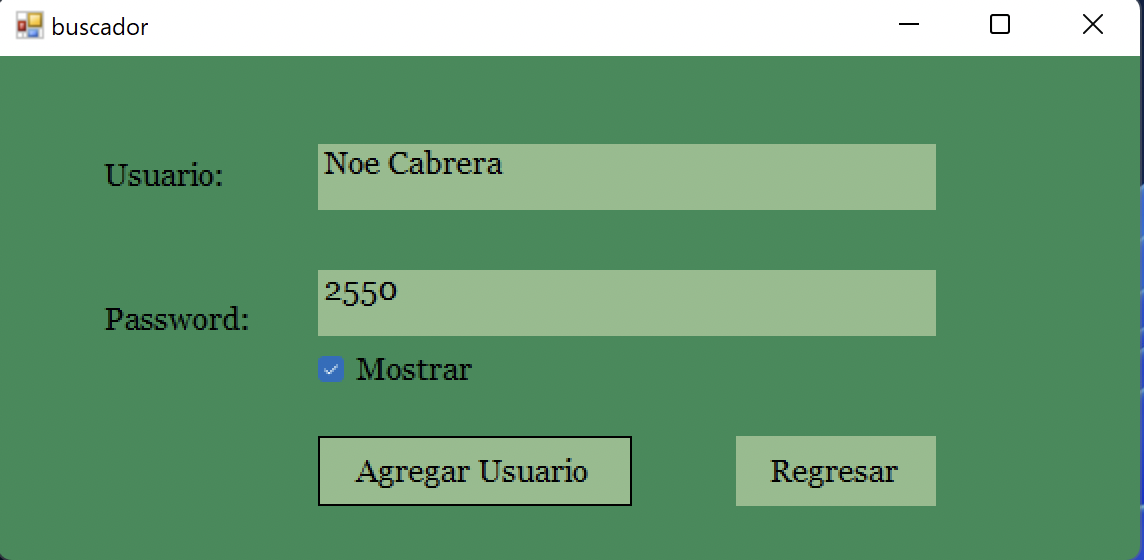 buscador
Usuario:
Noe Cabrera
Password:
2550
Mostrar
Agregar Usuario
Regresar